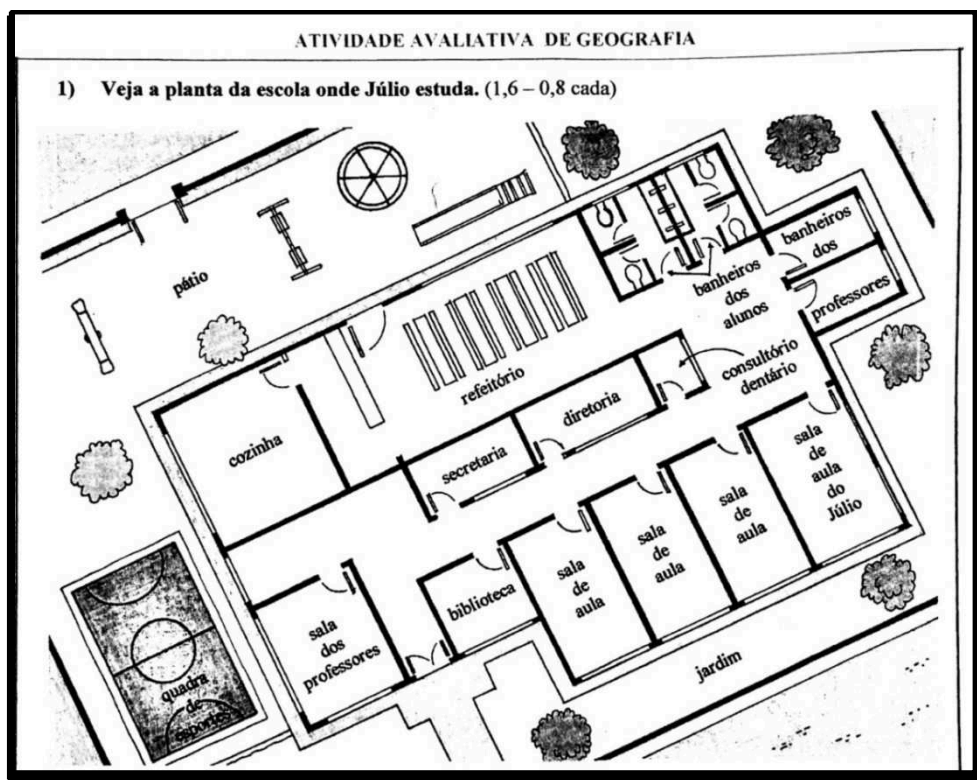 ATIVIDADE AVALIATIVA DE GEOGRAFIA
1) Veja a planta da escola onde Júlio estuda. (1,6 – 0,8 cada)
pátio
banheiros
dos
professores
banheiros
dos
alunos
consultório
dentário
refeitório
diretoria
secretaria
cozinha
sala
de
aula
do
Júlio
sala
de
aula
sala
de
aula
sala
de
aula
biblioteca
sala
dos
professores
quadra
de
esportes
jardim